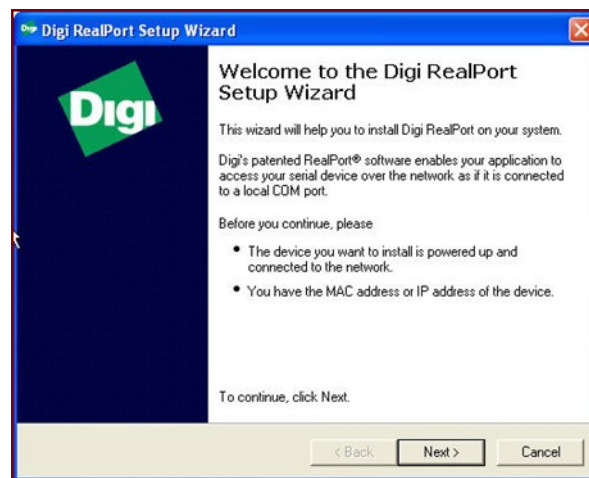 Digi RealPort Setup Wizard
Digi
Welcome to the Digi RealPort
Setup Wizard
This wizard will help you to install Digi RealPort on your system.
Digi's patented RealPort® software enables your application to
access your serial device over the network as if it is connected
to a local COM port.
Before you continue, please
• The device you want to install is powered up and
connected to the network.
• You have the MAC address or IP address of the device.
To continue, click Next.
< Back
Next >
Cancel